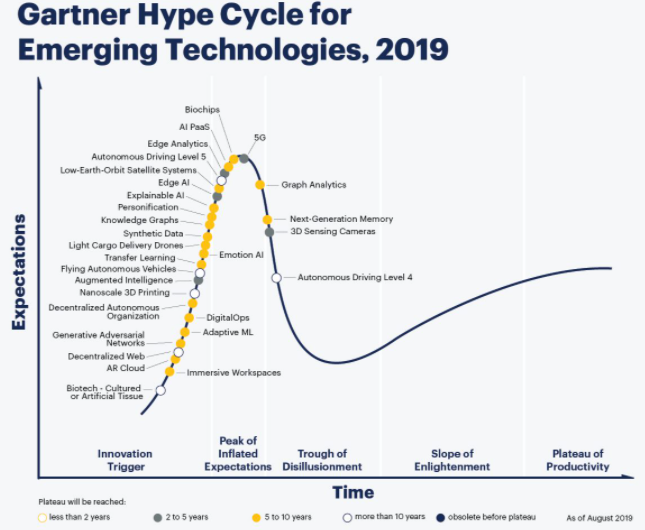 Gartner Hype Cycle for
Emerging Technologies, 2019
Expectations
Biochips
AI PaaS
5G
Edge Analytics
Autonomous Driving Level 5
Low-Earth-Orbit Satellite Systems
Edge AI
Graph Analytics
Explainable AI
Personification
Knowledge Graphs
Next-Generation Memory
Synthetic Data
3D Sensing Cameras
Light Cargo Delivery Drones
Transfer Learning
Emotion AI
Flying Autonomous Vehicles
Augmented Intelligence
Autonomous Driving Level 4
Nanoscale 3D Printing
Decentralized Autonomous
Organization
DigitalOps
Generative Adversarial
Networks
Adaptive ML
Decentralized Web
AR Cloud
Immersive Workspaces
Biotech - Cultured
or Artificial Tissue
Innovation
Trigger
Peak of
Inflated
Expectations
Trough of
Disillusionment
Slope of
Enlightenment
Plateau of
Productivity
Time
Plateau will be reached:
less than 2 years
2 to 5 years
5 to 10 years
more than 10 years
obsolete before plateau
As of August 2019